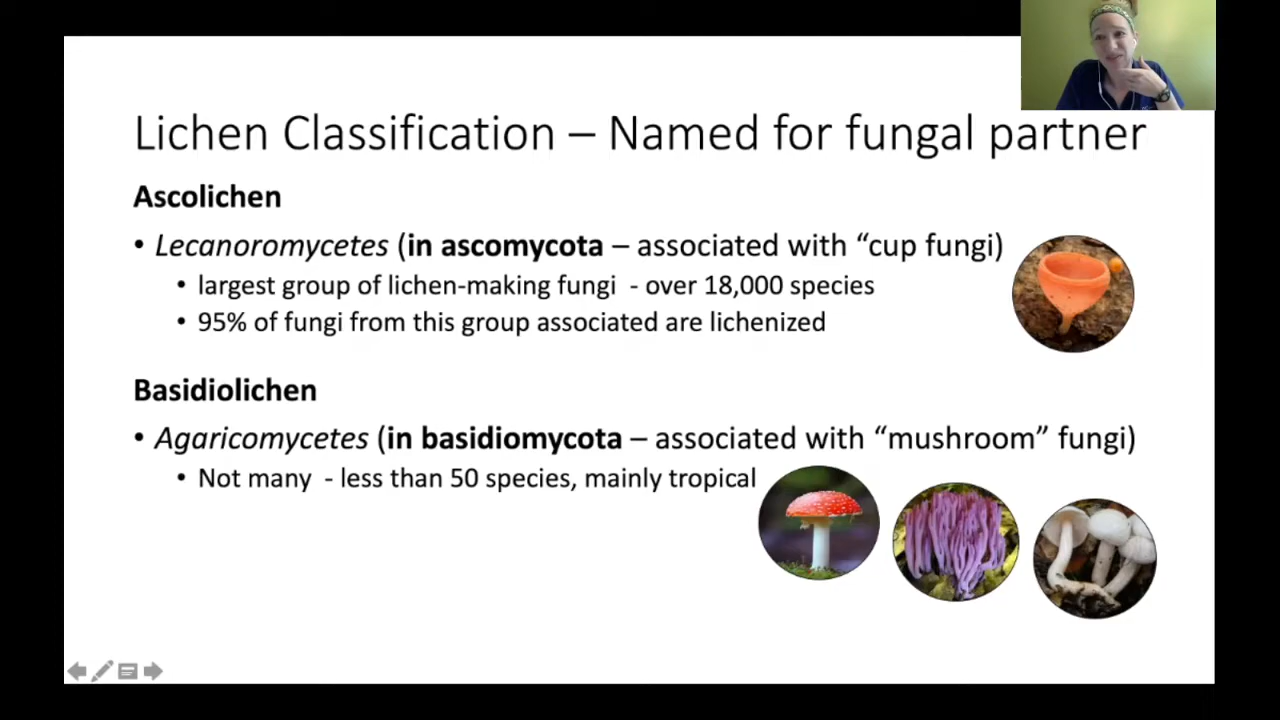 Lichen Classification – Named for fungal partner
Ascolichen
• Lecanoromycetes (in ascomycota – associated with “cup fungi)
• largest group of lichen-making fungi - over 18,000 species
• 95% of fungi from this group associated are lichenized
Basidiolichen
• Agaricomycetes (in basidiomycota – associated with “mushroom” fungi)
• Not many - less than 50 species, mainly tropical